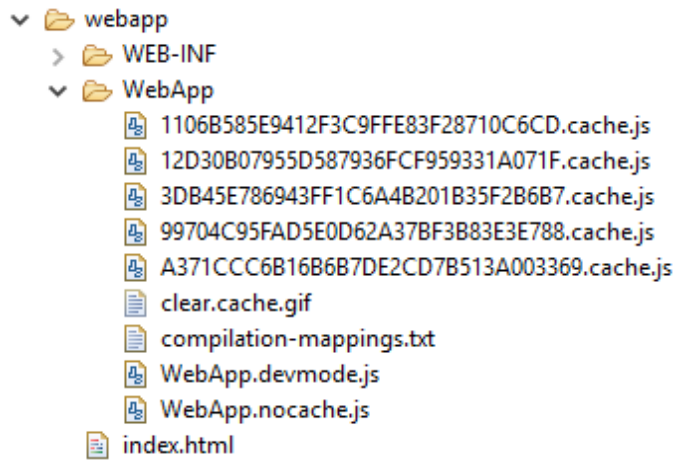 webapp
WEB-INF
WebApp
1106B585E9412F3C9FFE83F28710C6CD.cache.js
12D30B07955D587936FCF959331A071F.cache.js
3DB45E786943FF1C6A4B201B35F2B6B7.cache.js
99704C95FAD5E0D62A37BF3B83E3E788.cache.js
A371CCC6B16B6B7DE2CD7B513A003369.cache.js
clear.cache.gif
compilation-mappings.txt
WebApp.devmode.js
WebApp.nocache.js
index.html